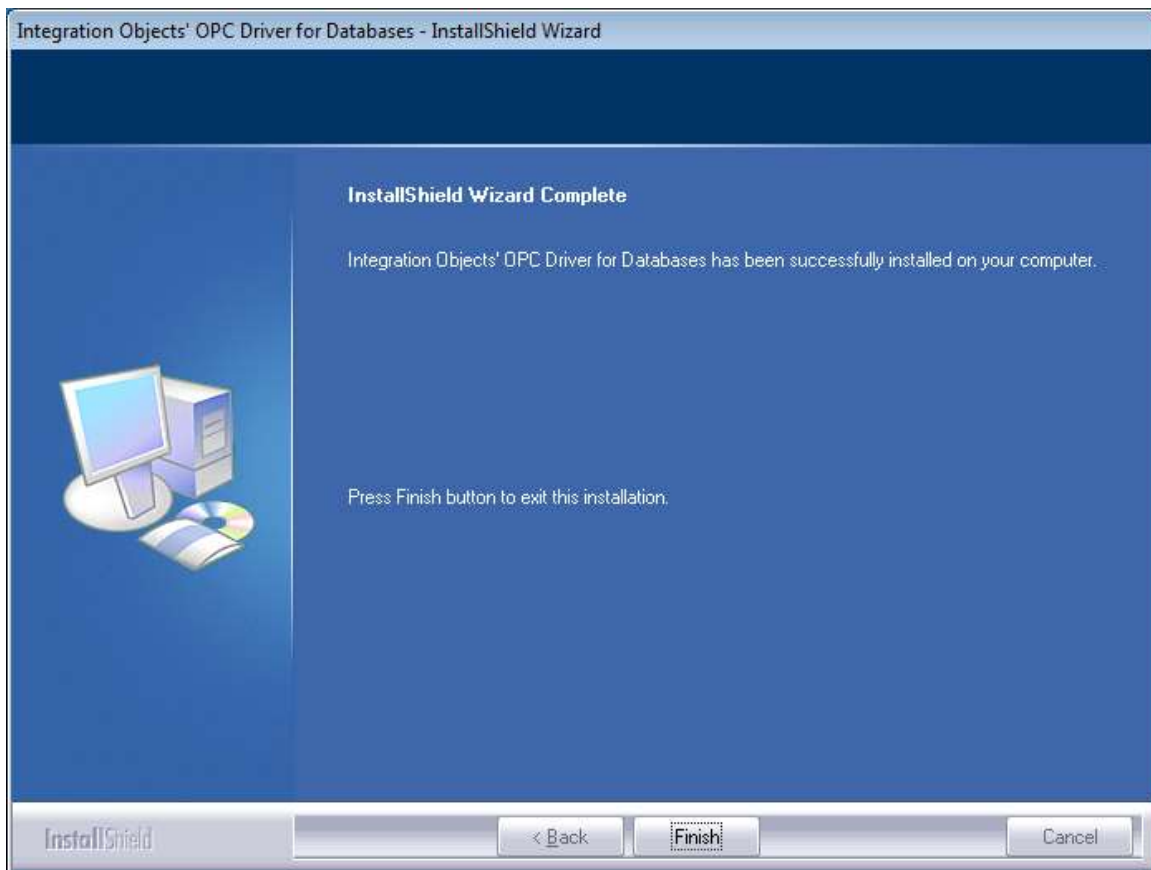 Integration Objects' OPC Driver for Databases - InstallShield Wizard
InstallShield Wizard Complete
Integration Objects' OPC Driver for Databases has been successfully installed on your computer.
Press Finish button to exit this installation.
InstallShield
< Back
Finish
Cancel